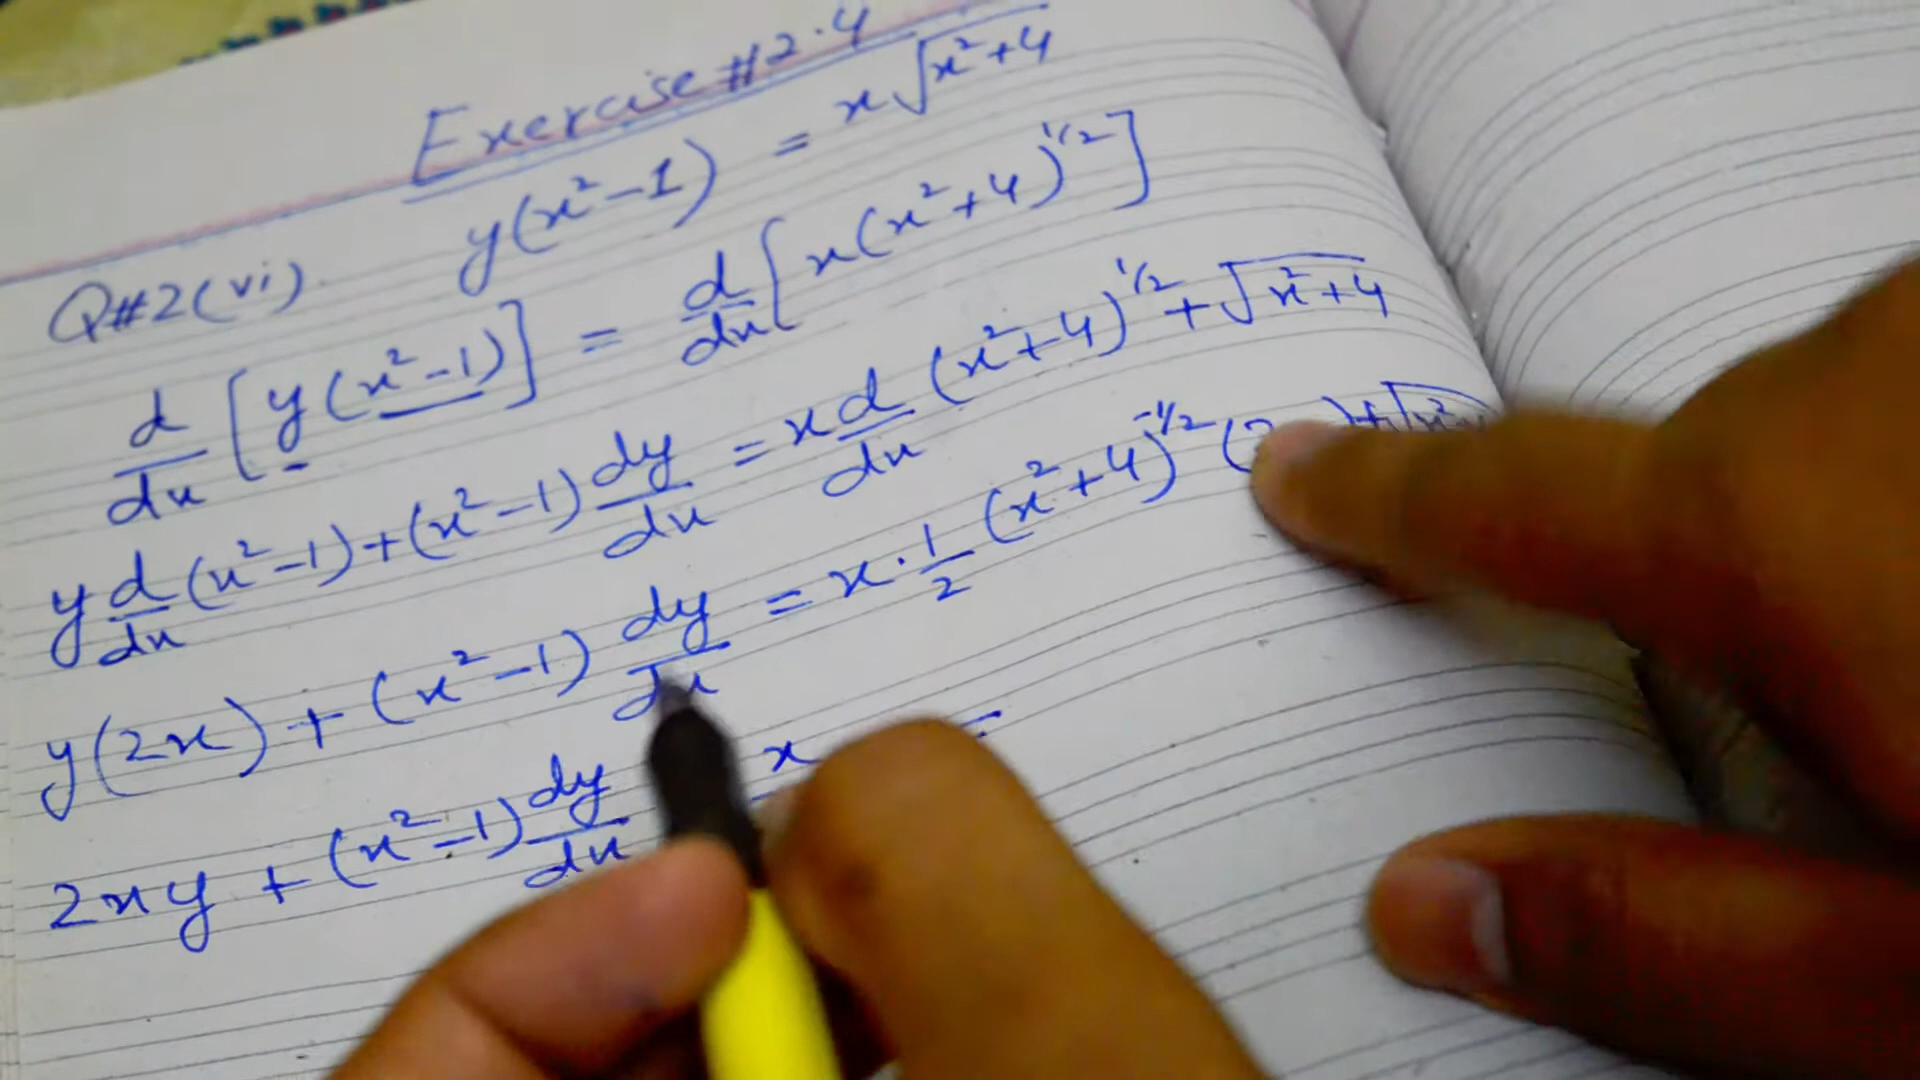 Exercise #2.4
Q#2(vi) y(x²-1) = x√(x²+4)
d/dx [y(x²-1)] = d/dx [x(x²+4)^1/2]
y d/dx (x²-1) + (x²-1) dy/dx = x d/dx (x²+4)^1/2 + √(x²+4)
y(2x) + (x²-1) dy/dx = x · 1/2 (x²+4)^-1/2 (2 ) + √x²
2xy + (x²-1) dy/dx x